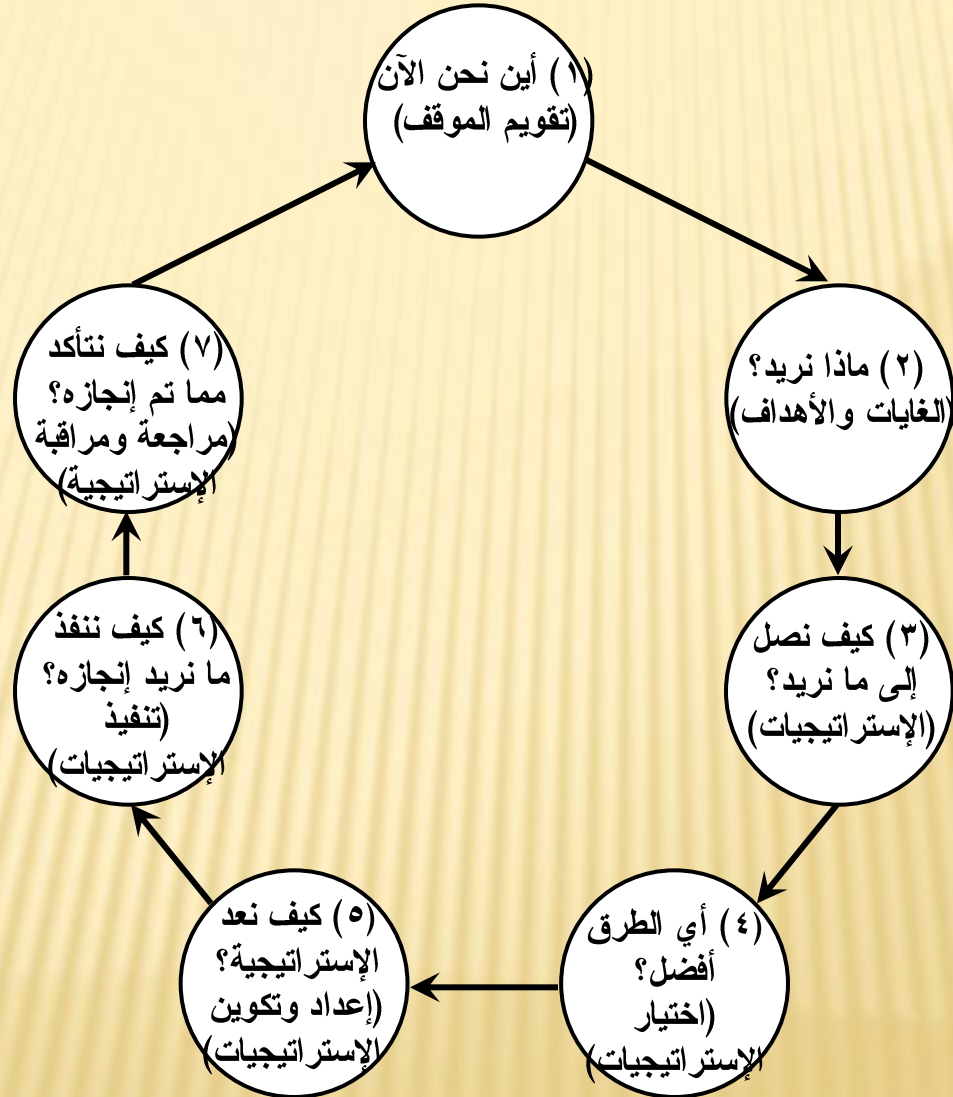 (١) أين نحن الآن
(تقويم الموقف)
(٢) ماذا نريد؟
(الغايات والأهداف)
(٣) كيف نصل
إلى ما نريد؟
(الإستراتيجيات)
(٤) أي الطرق
أفضل؟
(اختيار
الإستراتيجيات)
(٥) كيف نعد
الإستراتيجية؟
(إعداد وتكوين
الإستراتيجيات)
(٦) كيف ننفذ
ما نريد إنجازه؟
(تنفيذ
الإستراتيجيات)
(٧) كيف نتأكد
مما تم إنجازه؟
(مراجعة ومراقبة
الإستراتيجية)